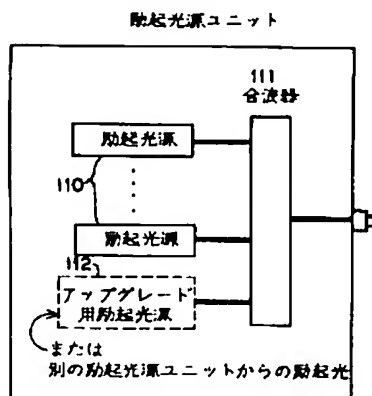 励起光源ユニット
111
合波器
励起光源
110
励起光源
112
アップグレード
用励起光源
または
別の励起光源ユニットからの励起光